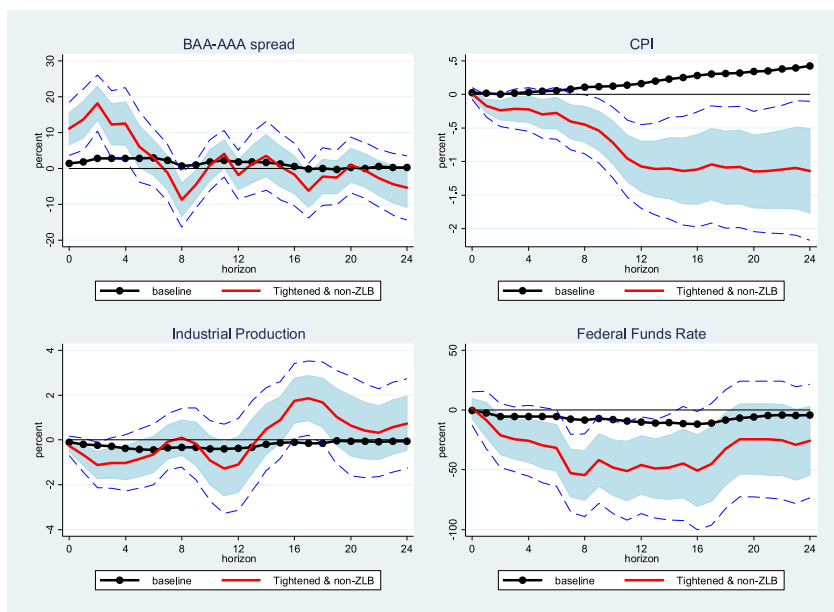 BAA-AAA spread
percent
30
20
10
0
-10
-20
0 4 8 12 16 20 24
horizon
baseline Tightened & non-ZLB
CPI
percent
.5
0
-.5
-1
-1.5
-2
0 4 8 12 16 20 24
horizon
baseline Tightened & non-ZLB
Industrial Production
percent
4
2
0
-2
-4
0 4 8 12 16 20 24
horizon
baseline Tightened & non-ZLB
Federal Funds Rate
percent
50
0
-50
-100
0 4 8 12 16 20 24
horizon
baseline Tightened & non-ZLB